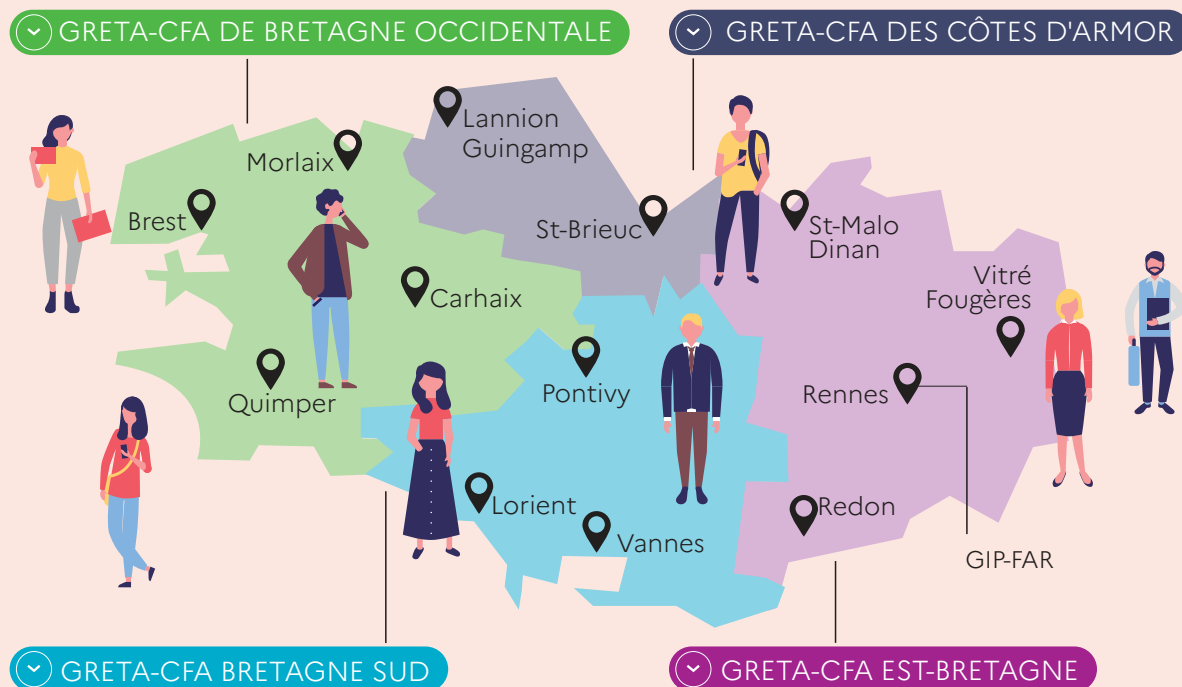 GRETA-CFA DE BRETAGNE OCCIDENTALE
GRETA-CFA DES CÔTES D'ARMOR
Lannion
Guingamp
Morlaix
Brest
St-Brieuc
St-Malo
Dinan
Vitré
Fougères
Carhaix
Quimper
Pontivy
Rennes
Lorient
Vannes
Redon
GIP-FAR
GRETA-CFA BRETAGNE SUD
GRETA-CFA EST-BRETAGNE